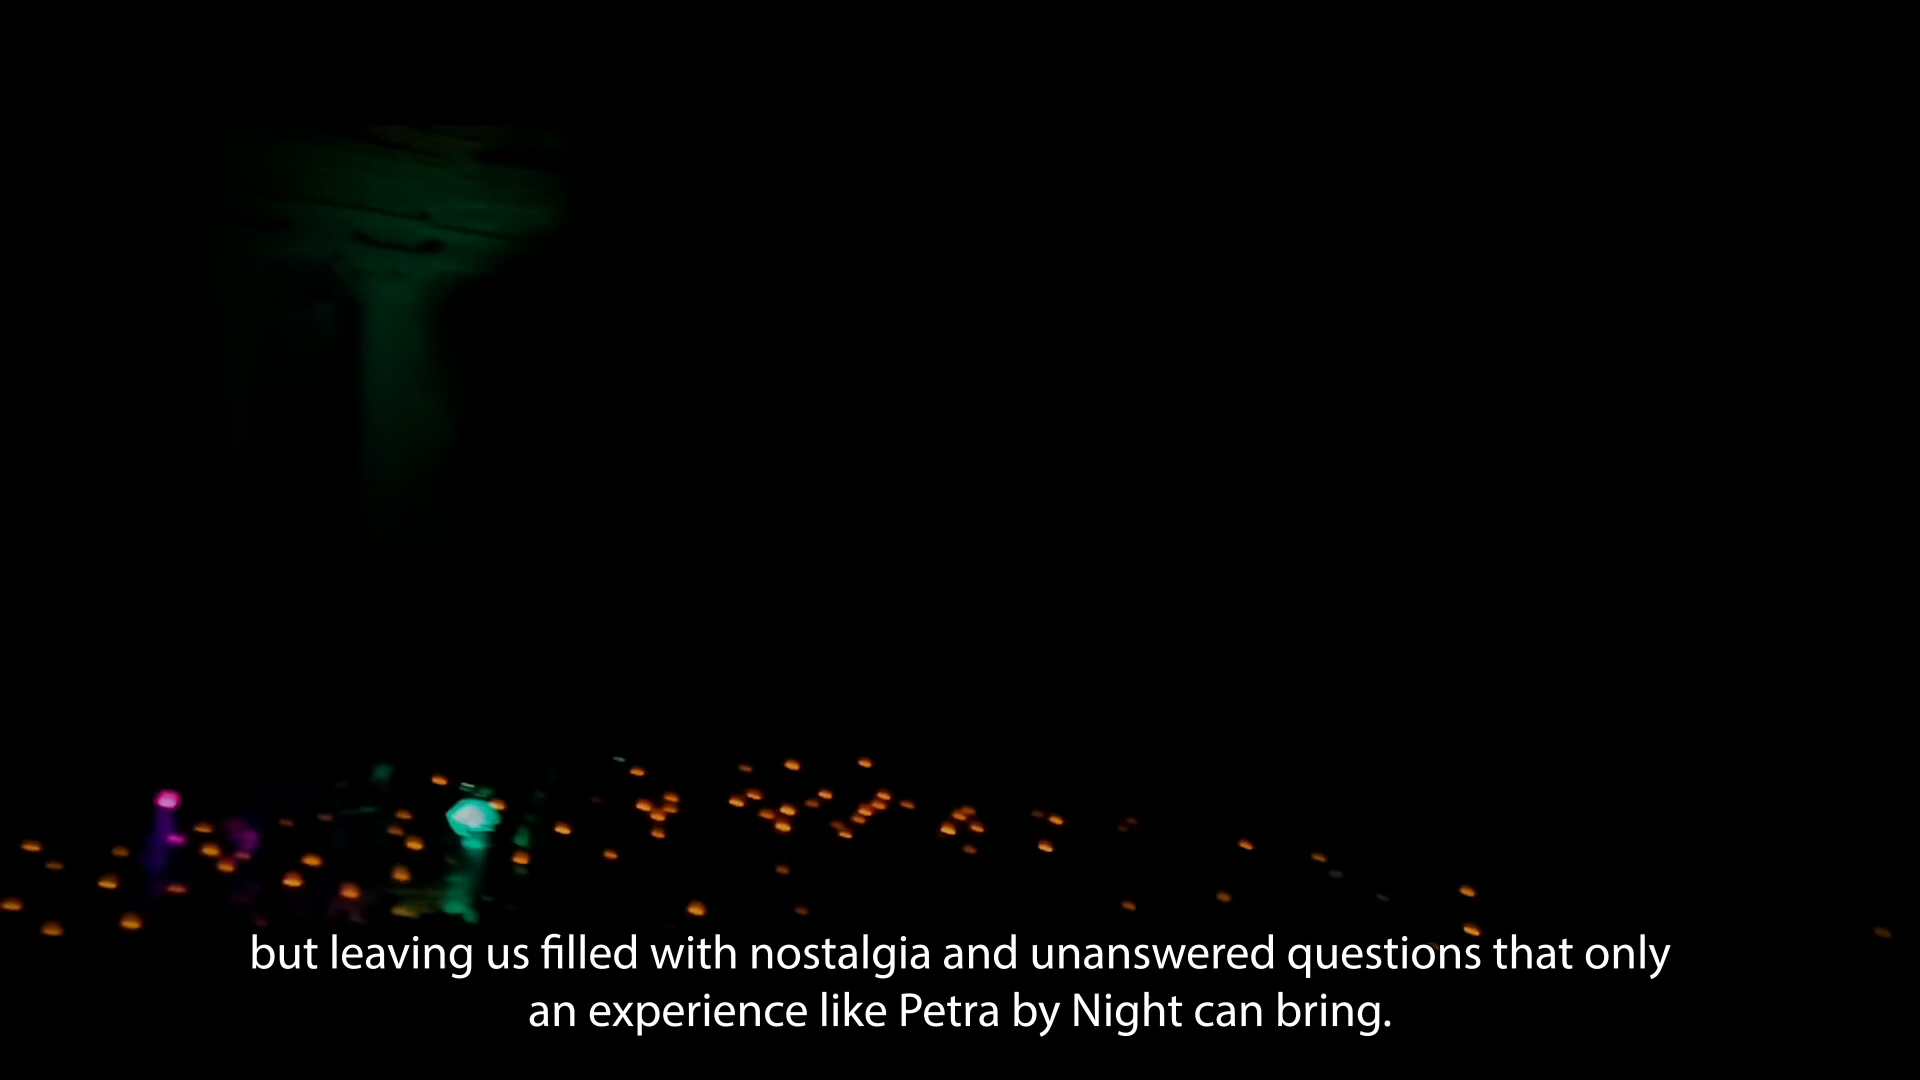 but leaving us filled with nostalgia and unanswered questions that only
an experience like Petra by Night can bring.